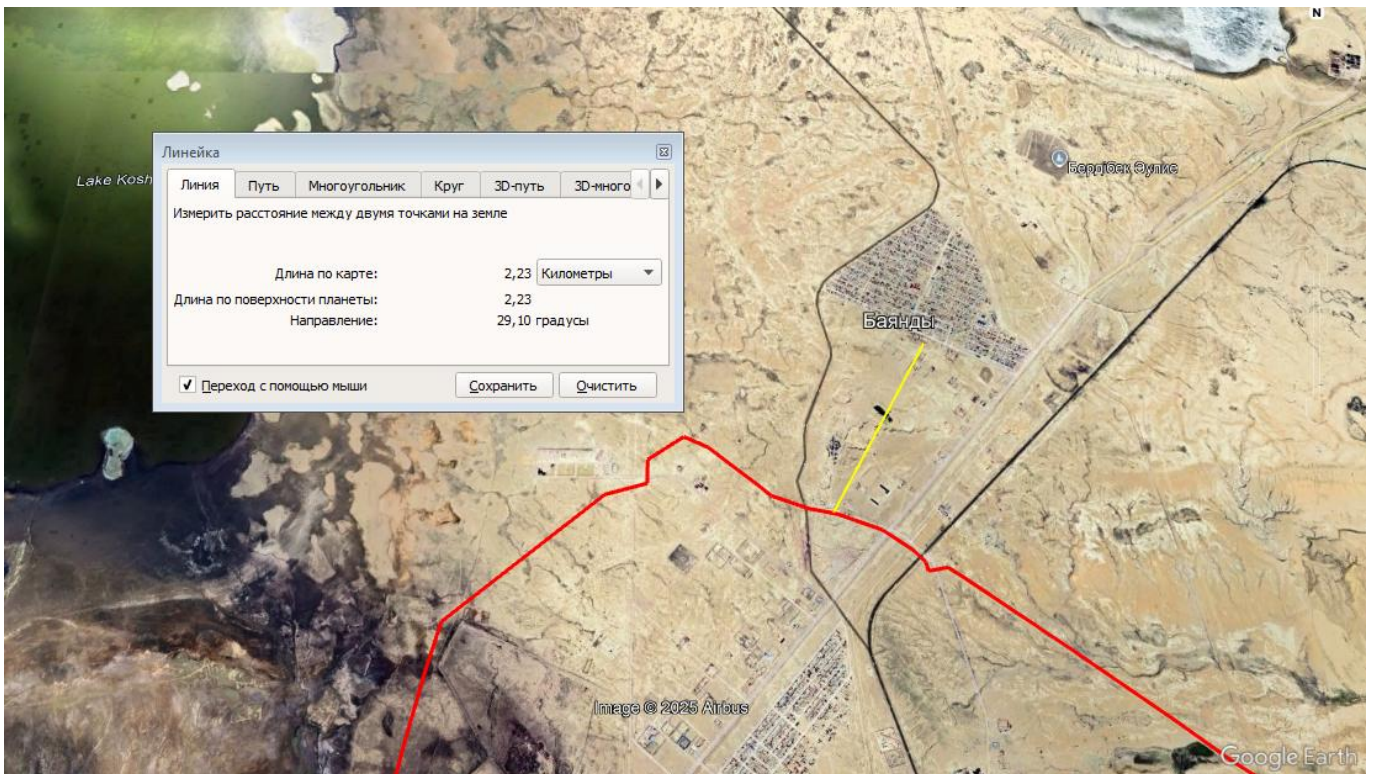 N
Бердібек Әулие
Lake Kosh
Линейка
Линия Путь Многоугольник Круг 3D-путь 3D-много
Измерить расстояние между двумя точками на земле
Длина по карте: 2,23 Километры
Длина по поверхности планеты: 2,23
Направление: 29,10 градусы
Переход с помощью мыши Сохранить Очистить
Баянды
Image © 2025 Airbus
Google Earth